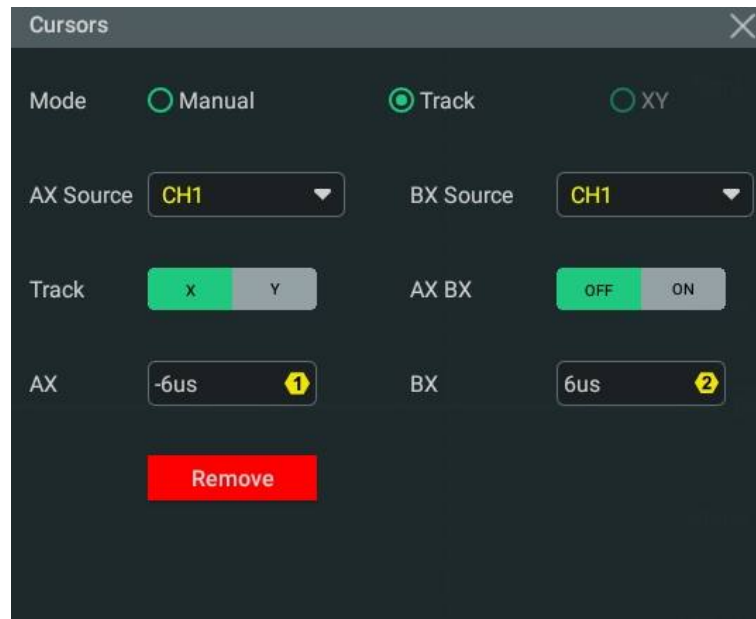 Cursors
Mode Manual Track XY
AX Source CH1 BX Source CH1
Track X Y AX BX OFF ON
AX -6us 1 BX 6us 2
Remove